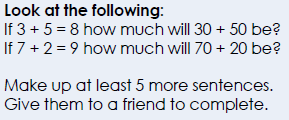 Look at the following:
If 3 + 5 = 8 how much will 30 + 50 be?
If 7 + 2 = 9 how much will 70 + 20 be?
Make up at least 5 more sentences.
Give them to a friend to complete.